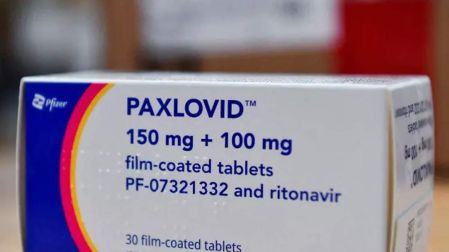 Pfizer
PAXLOVID™
150 mg + 100 mg
film-coated tablets
PF-07321332 and ritonavir
30 film-coated tablets